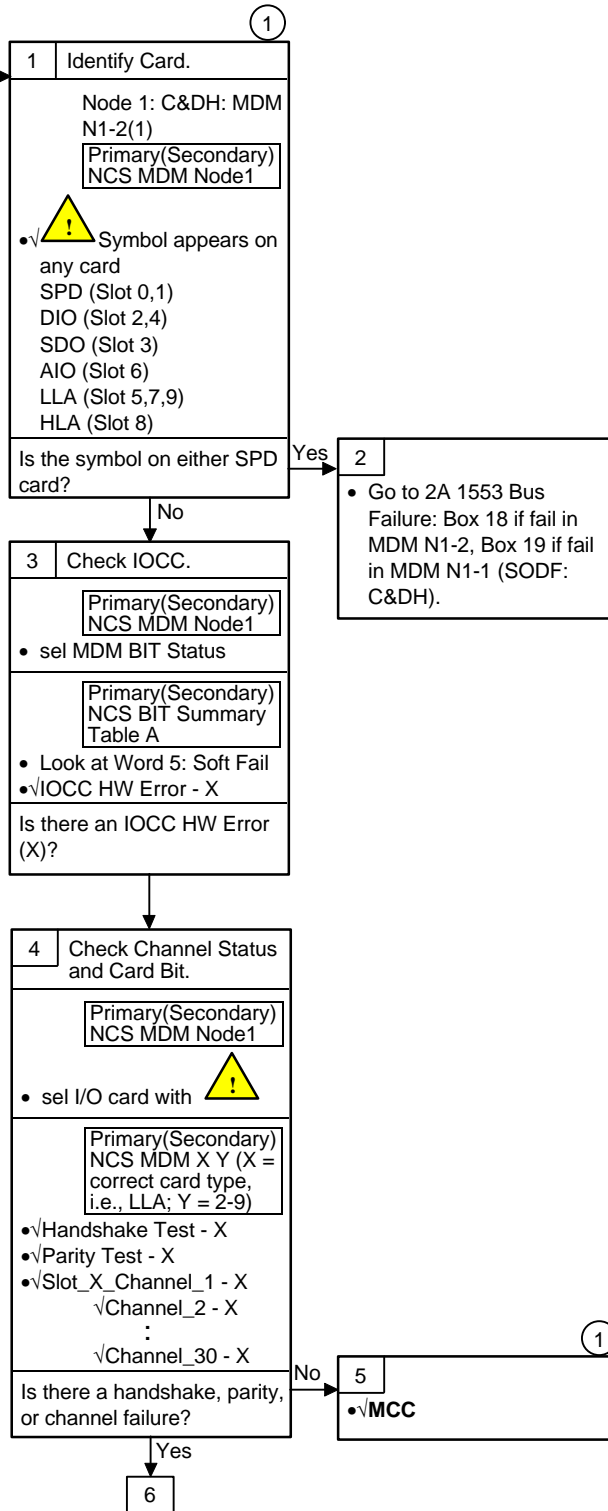 1
1 Identify Card.
Node 1: C&DH: MDM
N1-2(1)
Primary(Secondary)
NCS MDM Node1
•√ ! Symbol appears on
any card
SPD (Slot 0,1)
DIO (Slot 2,4)
SDO (Slot 3)
AIO (Slot 6)
LLA (Slot 5,7,9)
HLA (Slot 8)
Is the symbol on either SPD
card?
Yes
No
2
• Go to 2A 1553 Bus
Failure: Box 18 if fail in
MDM N1-2, Box 19 if fail
in MDM N1-1 (SODF:
C&DH).
3 Check IOCC.
Primary(Secondary)
NCS MDM Node1
• sel MDM BIT Status
Primary(Secondary)
NCS BIT Summary
Table A
• Look at Word 5: Soft Fail
•√IOCC HW Error - X
Is there an IOCC HW Error
(X)?
4 Check Channel Status
and Card Bit.
Primary(Secondary)
NCS MDM Node1
• sel I/O card with !
Primary(Secondary)
NCS MDM X Y (X =
correct card type,
i.e., LLA; Y = 2-9)
•√Handshake Test - X
•√Parity Test - X
•√Slot_X_Channel_1 - X
√Channel_2 - X
:
√Channel_30 - X
Is there a handshake, parity,
or channel failure?
No
Yes
1
5
•√MCC
6